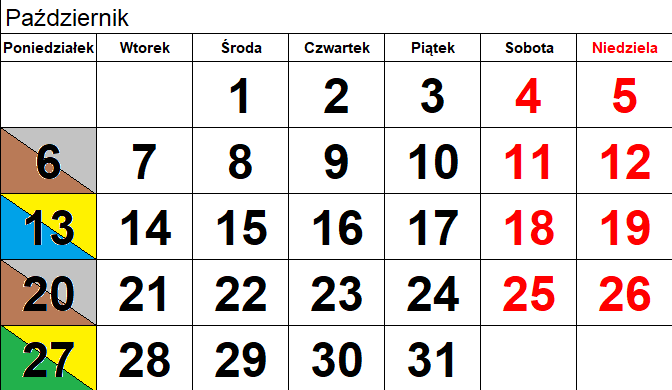 Październik
Poniedziałek Wtorek Środa Czwartek Piątek Sobota Niedziela
1 2 3 4 5
6 7 8 9 10 11 12
13 14 15 16 17 18 19
20 21 22 23 24 25 26
27 28 29 30 31